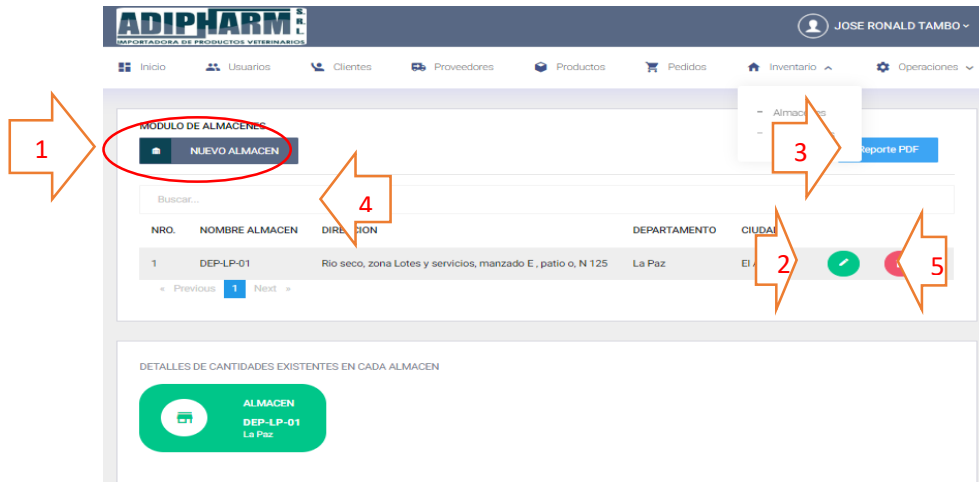 ADIPHARM S.R.L
IMPORTADORA DE PRODUCTOS VETERINARIOS
JOSE RONALD TAMBO
Inicio Usuarios Clientes Proveedores Productos Pedidos Inventario Operaciones
- Almacenes
-
MODULO DE ALMACENES
1
NUEVO ALMACEN
3
Reporte PDF
Buscar...
4
NRO. NOMBRE ALMACEN DIRECCION DEPARTAMENTO CIUDAD
1 DEP-LP-01 Rio seco, zona Lotes y servicios, manzado E , patio o, N 125 La Paz El
2
5
« Previous 1 Next »
DETALLES DE CANTIDADES EXISTENTES EN CADA ALMACEN
ALMACEN
DEP-LP-01
La Paz